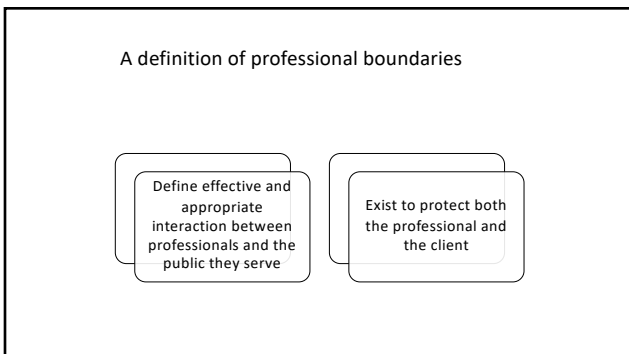 A definition of professional boundaries
Define effective and
appropriate
interaction between
professionals and the
public they serve
Exist to protect both
the professional and
the client